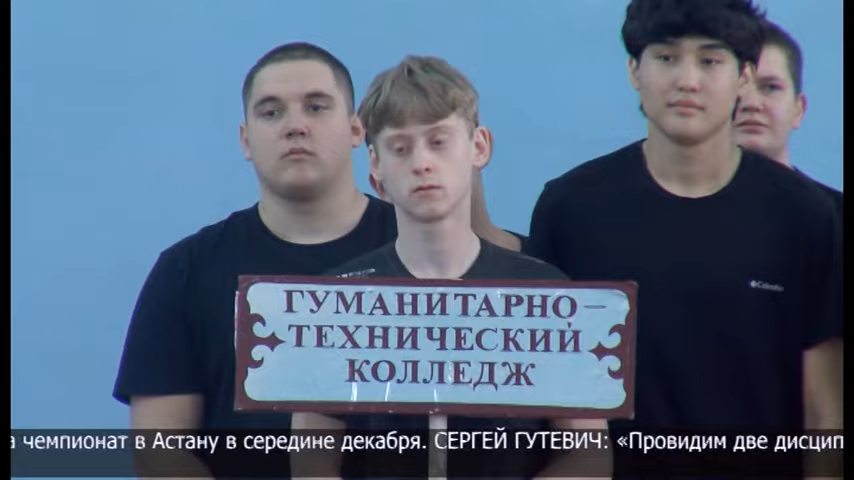 Columbia
ГУМАНИТАРНО –
ТЕХНИЧЕСКИЙ
КОЛЛЕДЖ
а чемпионат в Астану в середине декабря. СЕРГЕЙ ГУТЕВИЧ: «Провидим две дисцип